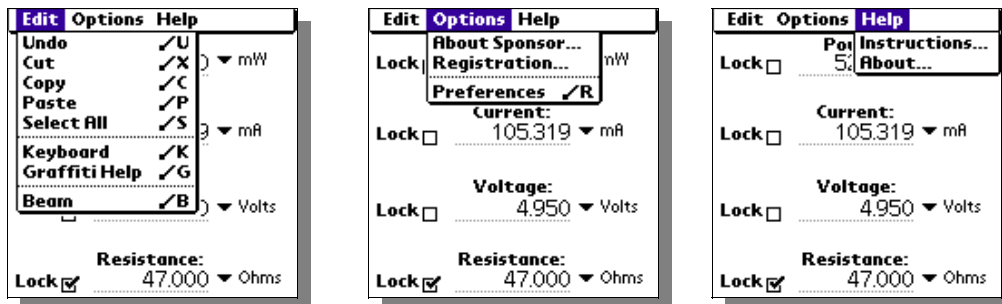 Edit Options Help
Undo /U
Cut /X
Copy /C
Paste /P
Select All /S
Keyboard /K
Graffiti Help /G
Beam /B
mW
mA
Volts
Resistance:
Lock 47.000 Ohms
Edit Options Help
About Sponsor...
Registration...
Preferences /R
Lock mW
Current:
Lock 105.319 mA
Voltage:
Lock 4.950 Volts
Resistance:
Lock 47.000 Ohms
Edit Options Help
Instructions...
About...
Lock
Current:
Lock 105.319 mA
Voltage:
Lock 4.950 Volts
Resistance:
Lock 47.000 Ohms